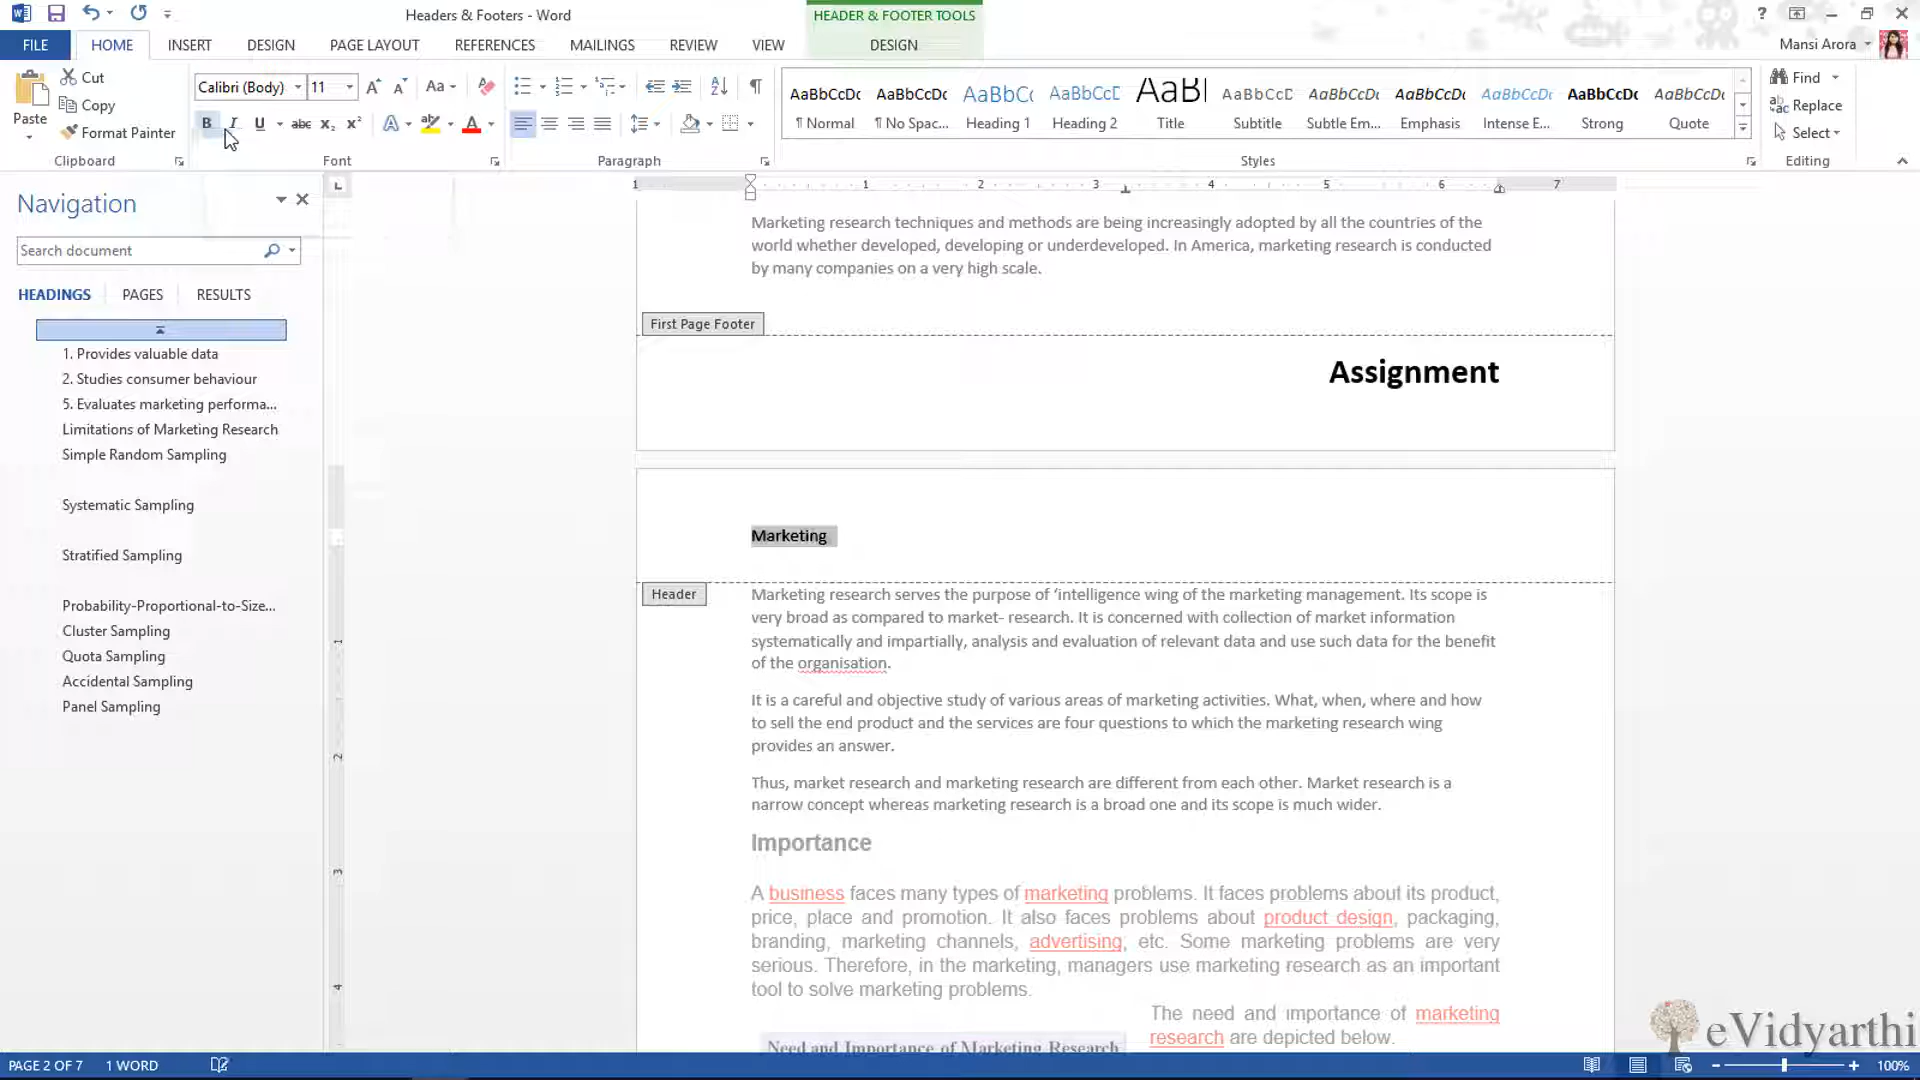 Headers & Footers - Word
HEADER & FOOTER TOOLS
?
FILE
HOME
INSERT
DESIGN
PAGE LAYOUT
REFERENCES
MAILINGS
REVIEW
VIEW
DESIGN
Mansi Arora
Paste
Cut
Copy
Format Painter
Clipboard
Calibri (Body)
11
Aa
B I U abc x₂ x²
Font
Paragraph
AaBbCcDc
¶ Normal
AaBbCcDc
¶ No Spac...
AaBbC
Heading 1
AaBbCcE
Heading 2
AaBl
Title
AaBbCcD
Subtitle
AaBbCcDc
Subtle Em...
AaBbCcDc
Emphasis
AaBbCcDc
Intense E...
AaBbCcDc
Strong
AaBbCcDc
Quote
Styles
Find
Replace
Select
Editing
Navigation
Search document
HEADINGS
PAGES
RESULTS
1. Provides valuable data
2. Studies consumer behaviour
5. Evaluates marketing performa...
Limitations of Marketing Research
Simple Random Sampling
Systematic Sampling
Stratified Sampling
Probability-Proportional-to-Size...
Cluster Sampling
Quota Sampling
Accidental Sampling
Panel Sampling
1 1 2 3 4 5 6 7
1
2
3
4
Marketing research techniques and methods are being increasingly adopted by all the countries of the
world whether developed, developing or underdeveloped. In America, marketing research is conducted
by many companies on a very high scale.
First Page Footer
Assignment
Marketing
Header
Marketing research serves the purpose of ‘intelligence wing of the marketing management. Its scope is
very broad as compared to market- research. It is concerned with collection of market information
systematically and impartially, analysis and evaluation of relevant data and use such data for the benefit
of the organisation.
It is a careful and objective study of various areas of marketing activities. What, when, where and how
to sell the end product and the services are four questions to which the marketing research wing
provides an answer.
Thus, market research and marketing research are different from each other. Market research is a
narrow concept whereas marketing research is a broad one and its scope is much wider.
Importance
A business faces many types of marketing problems. It faces problems about its product,
price, place and promotion. It also faces problems about product design, packaging,
branding, marketing channels, advertising, etc. Some marketing problems are very
serious. Therefore, in the marketing, managers use marketing research as an important
tool to solve marketing problems.
The need and importance of marketing
research are depicted below.
Need and Importance of Marketing Research
eVidyarthi
PAGE 2 OF 7
1 WORD
100%